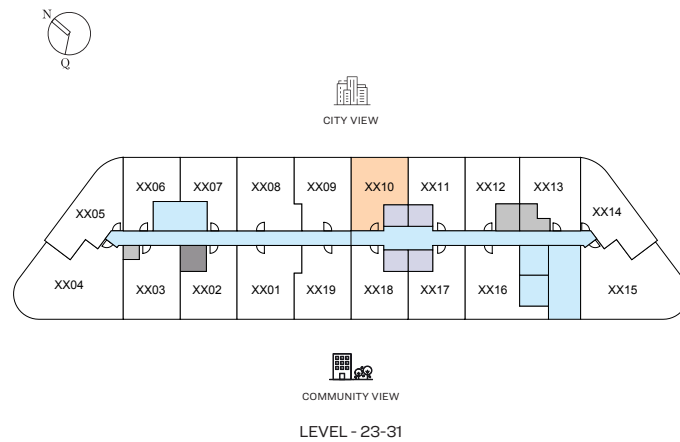 N
Q
CITY VIEW
XX06 XX07 XX08 XX09 XX10 XX11 XX12 XX13
XX05 XX14
XX04 XX03 XX02 XX01 XX19 XX18 XX17 XX16 XX15
COMMUNITY VIEW
LEVEL - 23-31